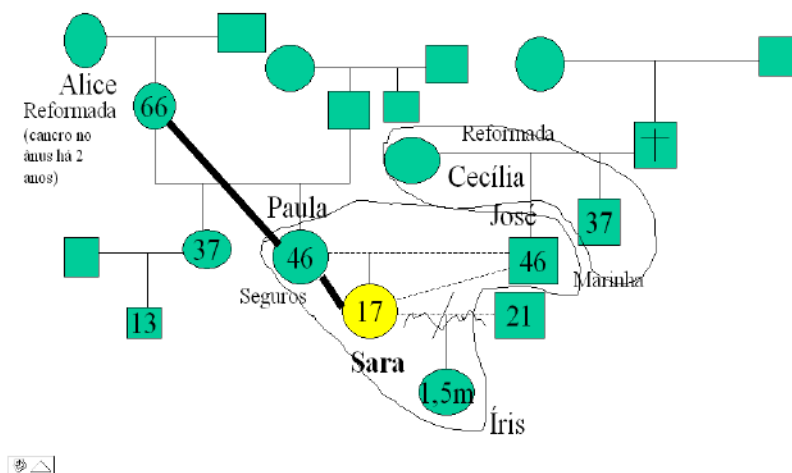 Alice
Reformada
(cancro no
ânus há 2
anos)
66
Reformada
Cecília
Paula
José
37
37
46
46
Seguros
Marinha
13
17
21
Sara
1,5m
Íris